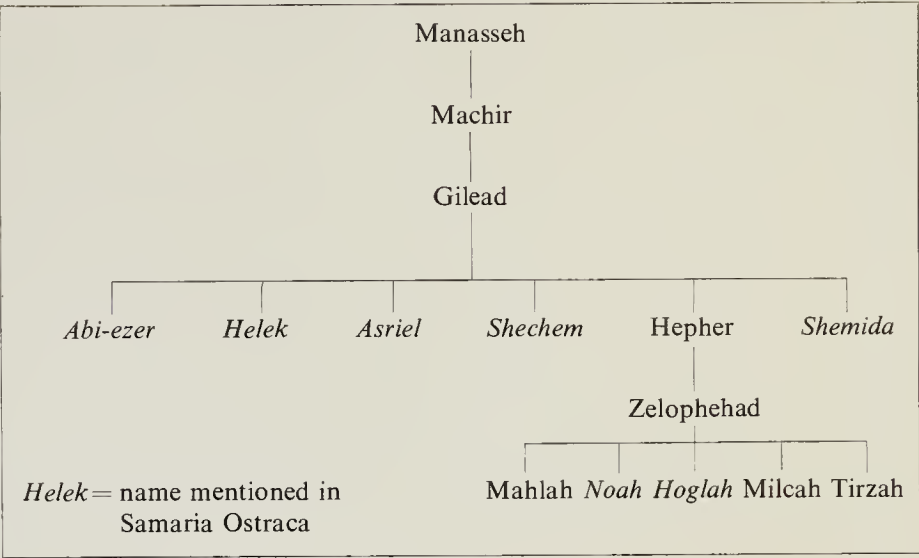 Manasseh
Machir
Gilead
Abi-ezer Helek Asriel Shechem Hepher Shemida
Zelophehad
Mahlah Noah Hoglah Milcah Tirzah
Helek = name mentioned in
Samaria Ostraca